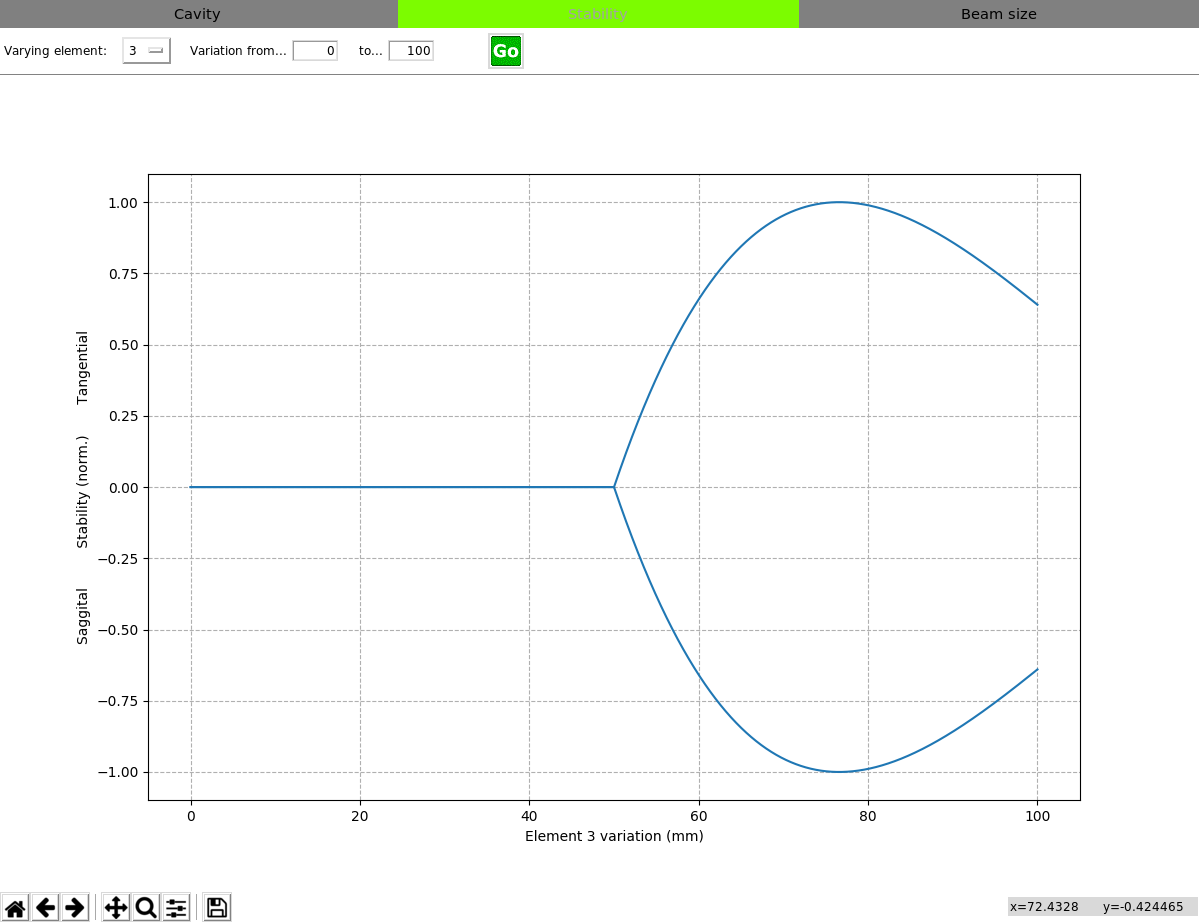 Cavity Stability Beam size
Varying element: 3 Variation from... 0 to... 100 Go
1.00
0.75
0.50
0.25
0.00
−0.25
−0.50
−0.75
−1.00
Saggital Stability (norm.) Tangential
0 20 40 60 80 100
Element 3 variation (mm)
x=72.4328 y=-0.424465